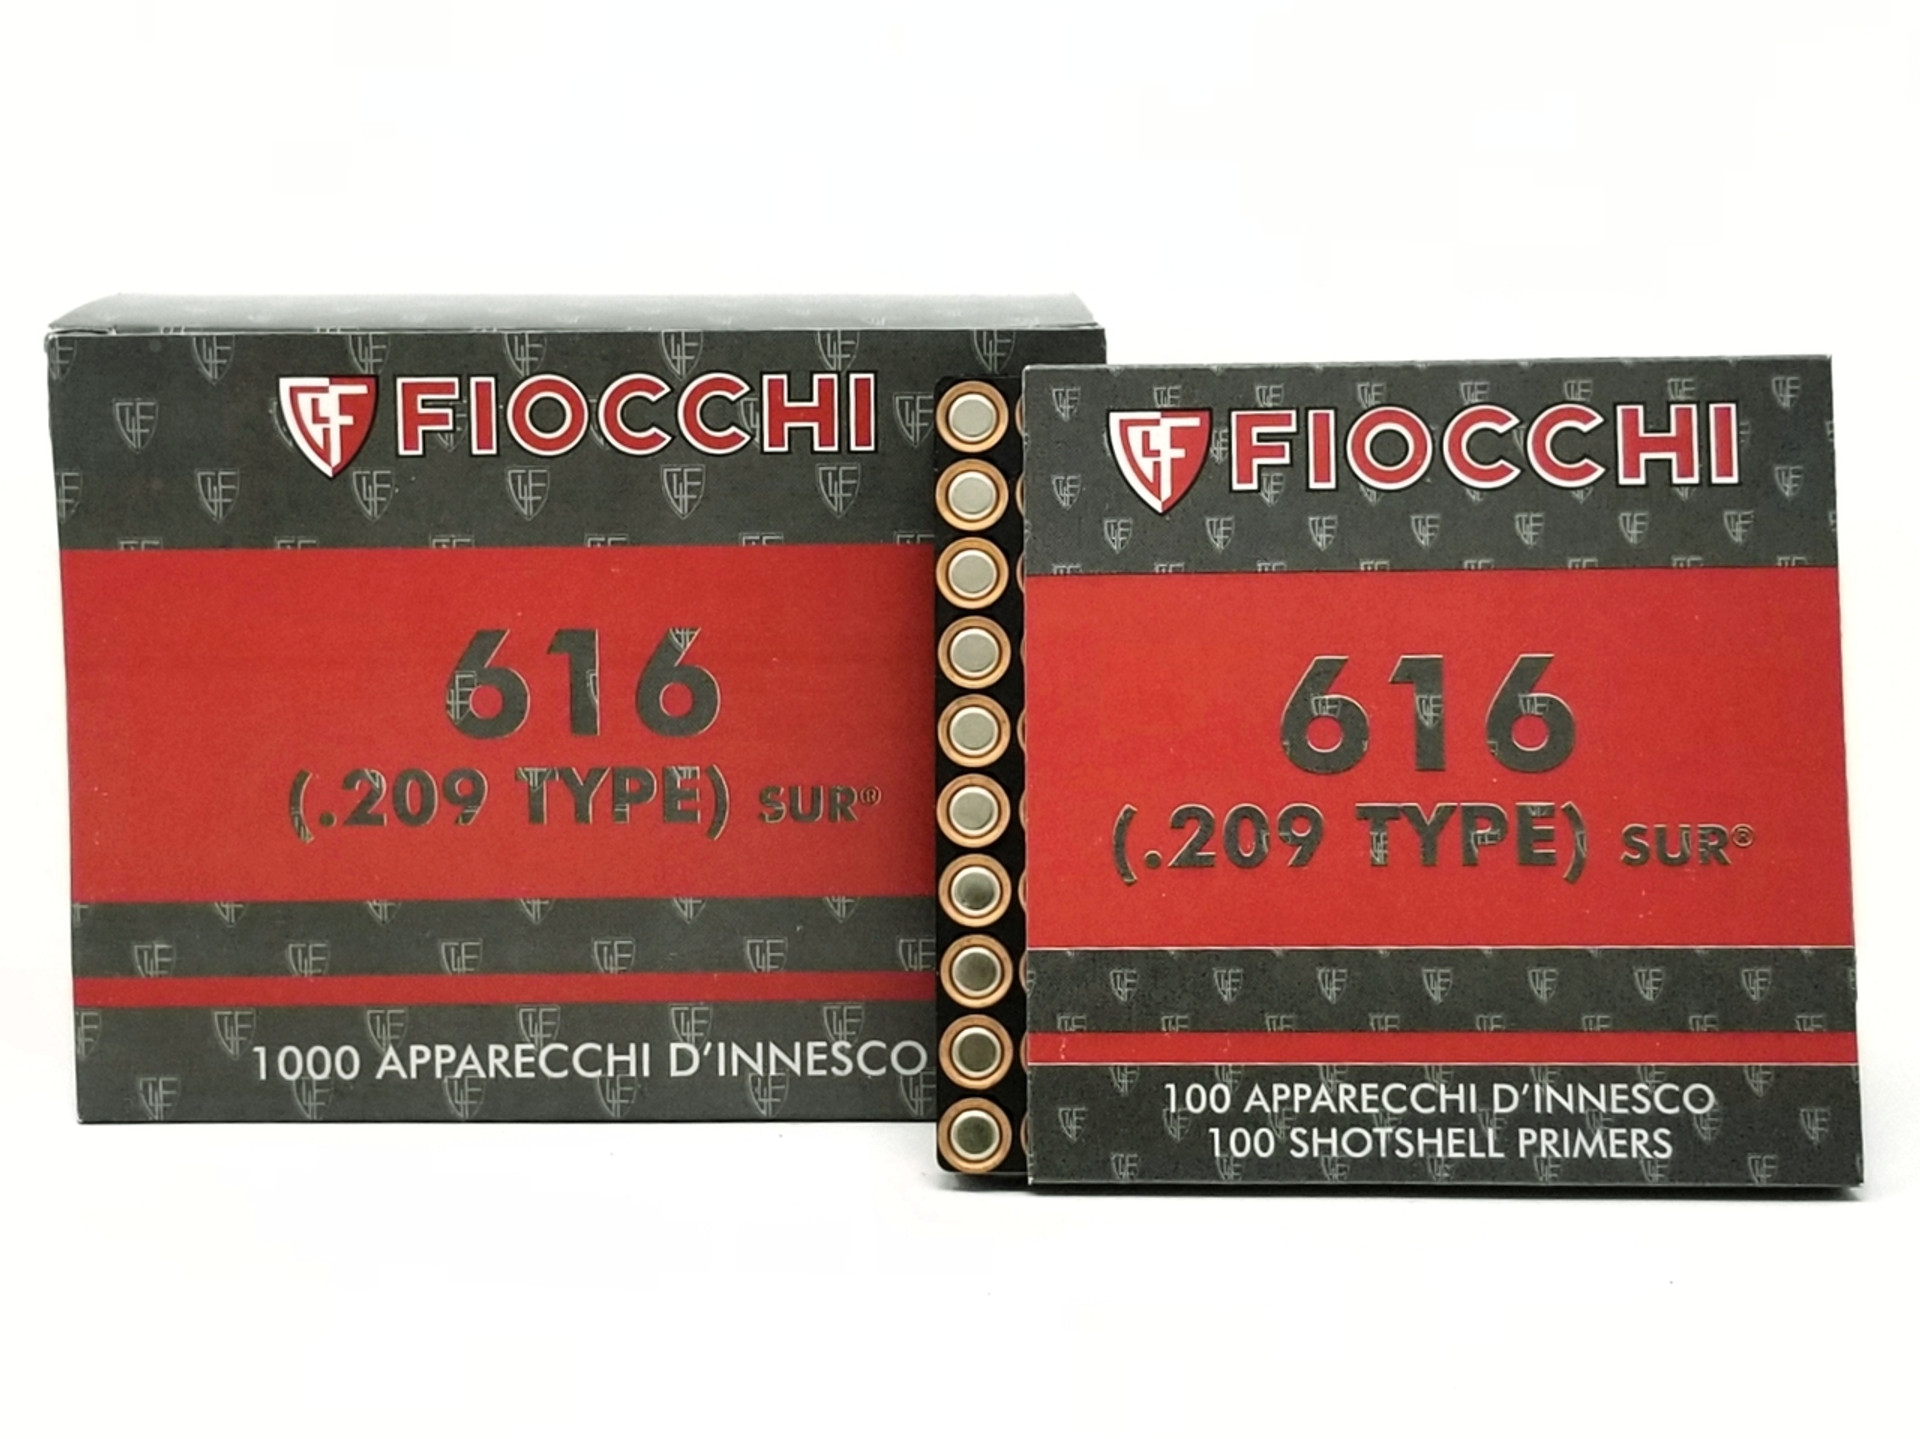 FIOCCHI
616
(.209 TYPE) SUR®
1000 APPARECCHI D'INNESCO
FIOCCHI
616
(.209 TYPE) SUR®
100 APPARECCHI D'INNESCO
100 SHOTSHELL PRIMERS